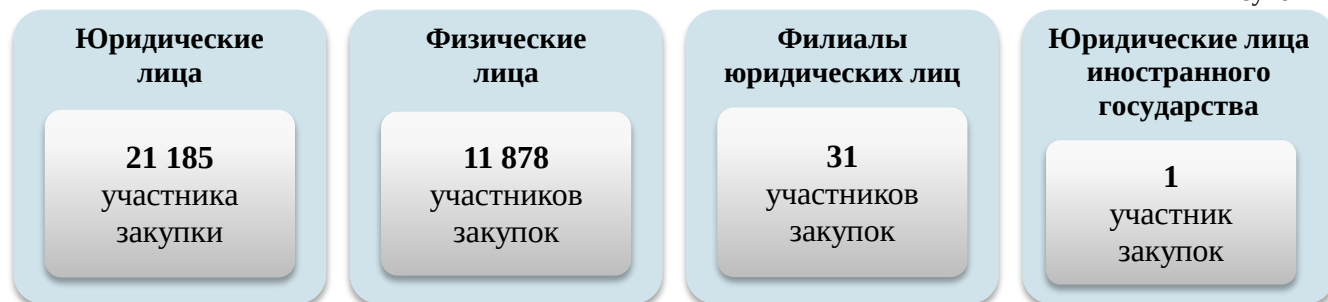 Юридические
лица
21 185
участника
закупки
Физические
лица
11 878
участников
закупок
Филиалы
юридических лиц
31
участников
закупок
Юридические лица
иностранного
государства
1
участник
закупок